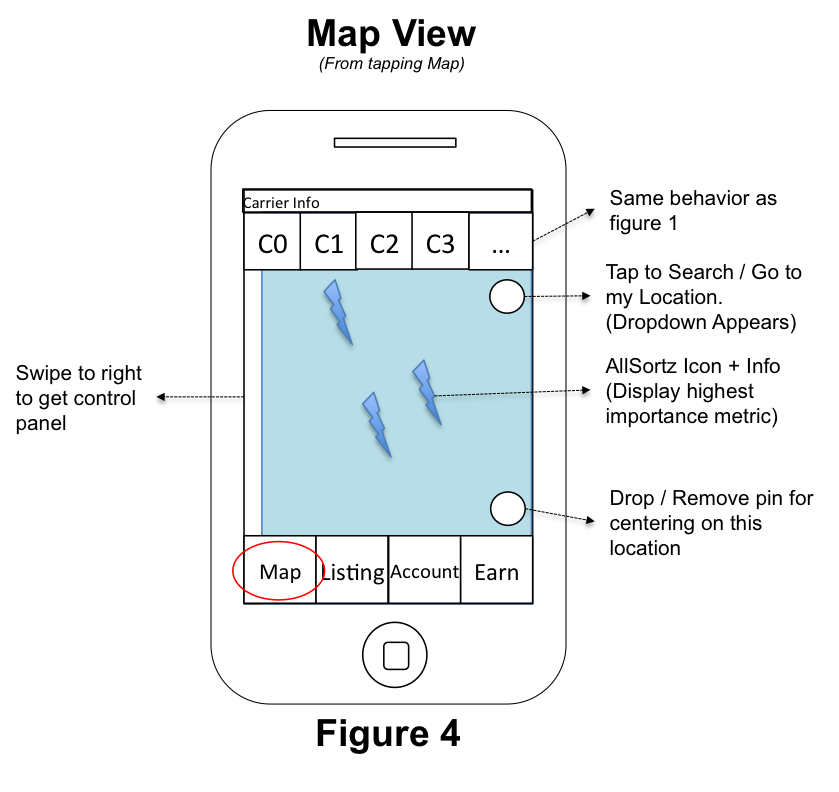 Map View
(From tapping Map)
Carrier Info
C0 C1 C2 C3 ...
Same behavior as
figure 1
Tap to Search / Go to
my Location.
(Dropdown Appears)
AllSortz Icon + Info
(Display highest
importance metric)
Swipe to right
to get control
panel
Drop / Remove pin for
centering on this
location
Map Listing Account Earn
Figure 4